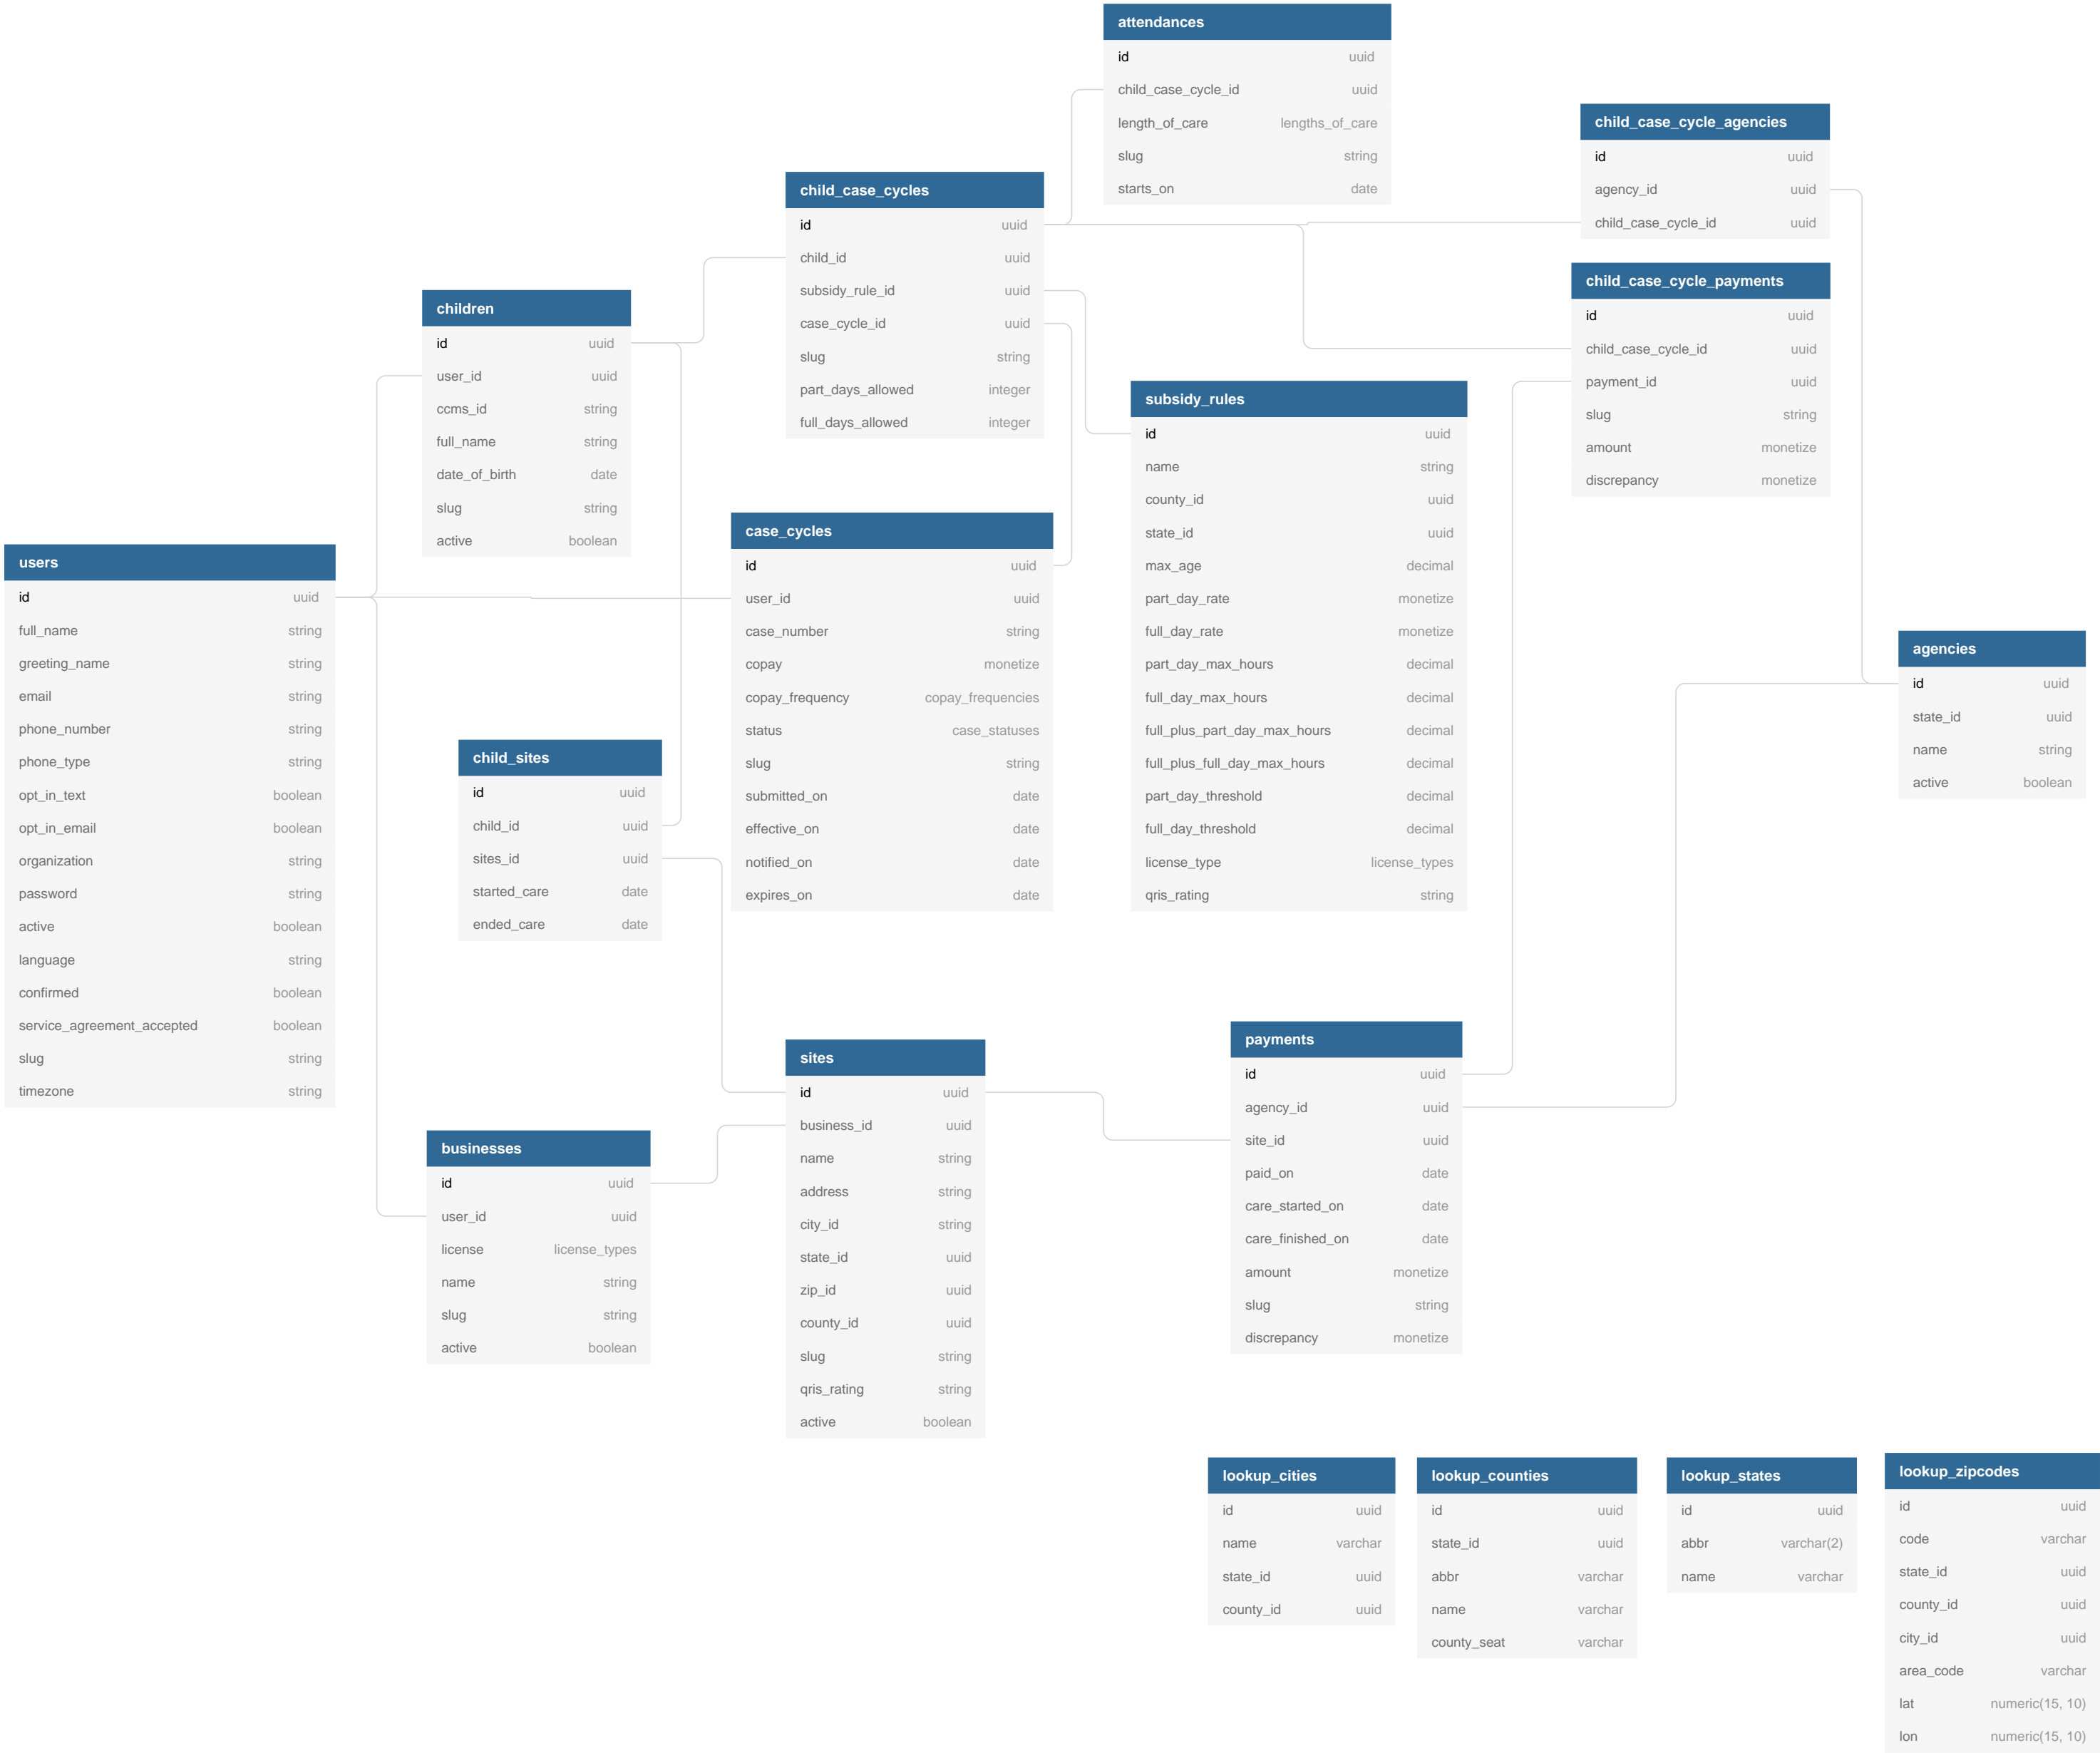 attendances
id uuid
child_case_cycle_id uuid
length_of_care lengths_of_care
slug string
starts_on date
child_case_cycle_agencies
id uuid
agency_id uuid
child_case_cycle_id uuid
child_case_cycles
id uuid
child_id uuid
subsidy_rule_id uuid
case_cycle_id uuid
slug string
part_days_allowed integer
full_days_allowed integer
child_case_cycle_payments
id uuid
child_case_cycle_id uuid
payment_id uuid
slug string
amount monetize
discrepancy monetize
children
id uuid
user_id uuid
ccms_id string
full_name string
date_of_birth date
slug string
active boolean
subsidy_rules
id uuid
name string
county_id uuid
state_id uuid
max_age decimal
part_day_rate monetize
full_day_rate monetize
part_day_max_hours decimal
full_day_max_hours decimal
full_plus_part_day_max_hours decimal
full_plus_full_day_max_hours decimal
part_day_threshold decimal
full_day_threshold decimal
license_type license_types
qris_rating string
case_cycles
id uuid
user_id uuid
case_number string
copay monetize
copay_frequency copay_frequencies
status case_statuses
slug string
submitted_on date
effective_on date
notified_on date
expires_on date
users
id uuid
full_name string
greeting_name string
email string
phone_number string
phone_type string
opt_in_text boolean
opt_in_email boolean
organization string
password string
active boolean
language string
confirmed boolean
service_agreement_accepted boolean
slug string
timezone string
agencies
id uuid
state_id uuid
name string
active boolean
child_sites
id uuid
child_id uuid
sites_id uuid
started_care date
ended_care date
payments
id uuid
agency_id uuid
site_id uuid
paid_on date
care_started_on date
care_finished_on date
amount monetize
slug string
discrepancy monetize
sites
id uuid
business_id uuid
name string
address string
city_id string
state_id uuid
zip_id uuid
county_id uuid
slug string
qris_rating string
active boolean
businesses
id uuid
user_id uuid
license license_types
name string
slug string
active boolean
lookup_cities
id uuid
name varchar
state_id uuid
county_id uuid
lookup_counties
id uuid
state_id uuid
abbr varchar
name varchar
county_seat varchar
lookup_states
id uuid
abbr varchar(2)
name varchar
lookup_zipcodes
id uuid
code varchar
state_id uuid
county_id uuid
city_id uuid
area_code varchar
lat numeric(15, 10)
lon numeric(15, 10)